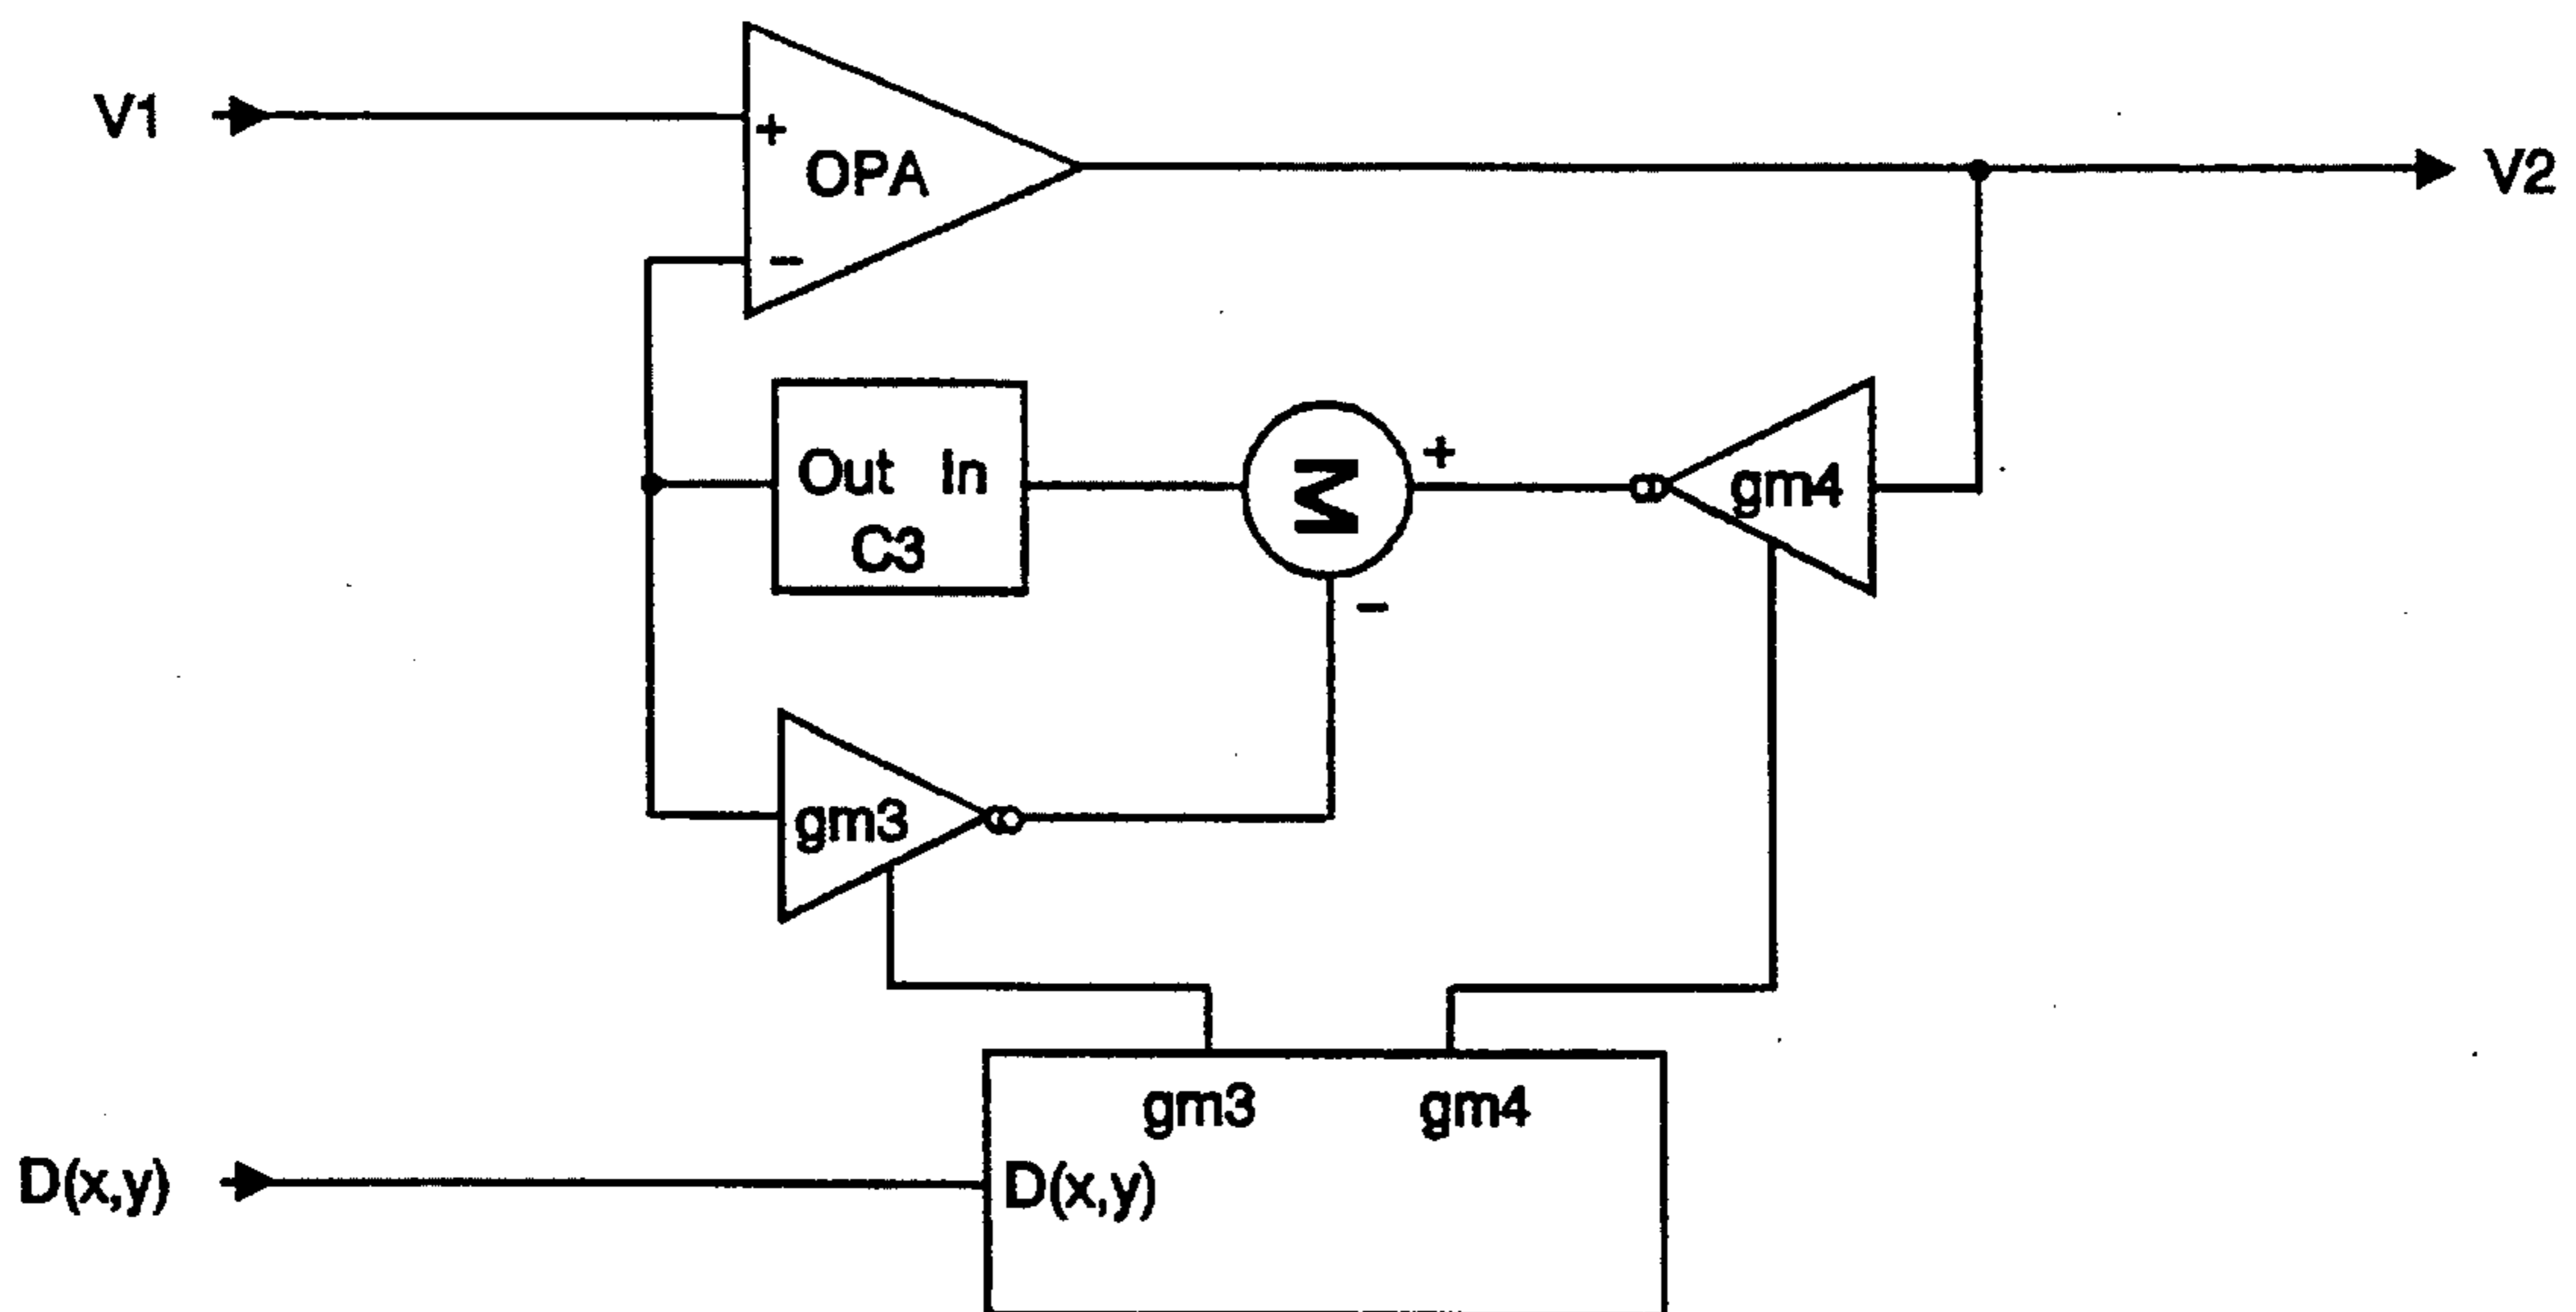 V1
+
OPA
V2
-
Out In
C3
Σ
+
gm4
-
gm3
gm3 gm4
D(x,y)
D(x,y)